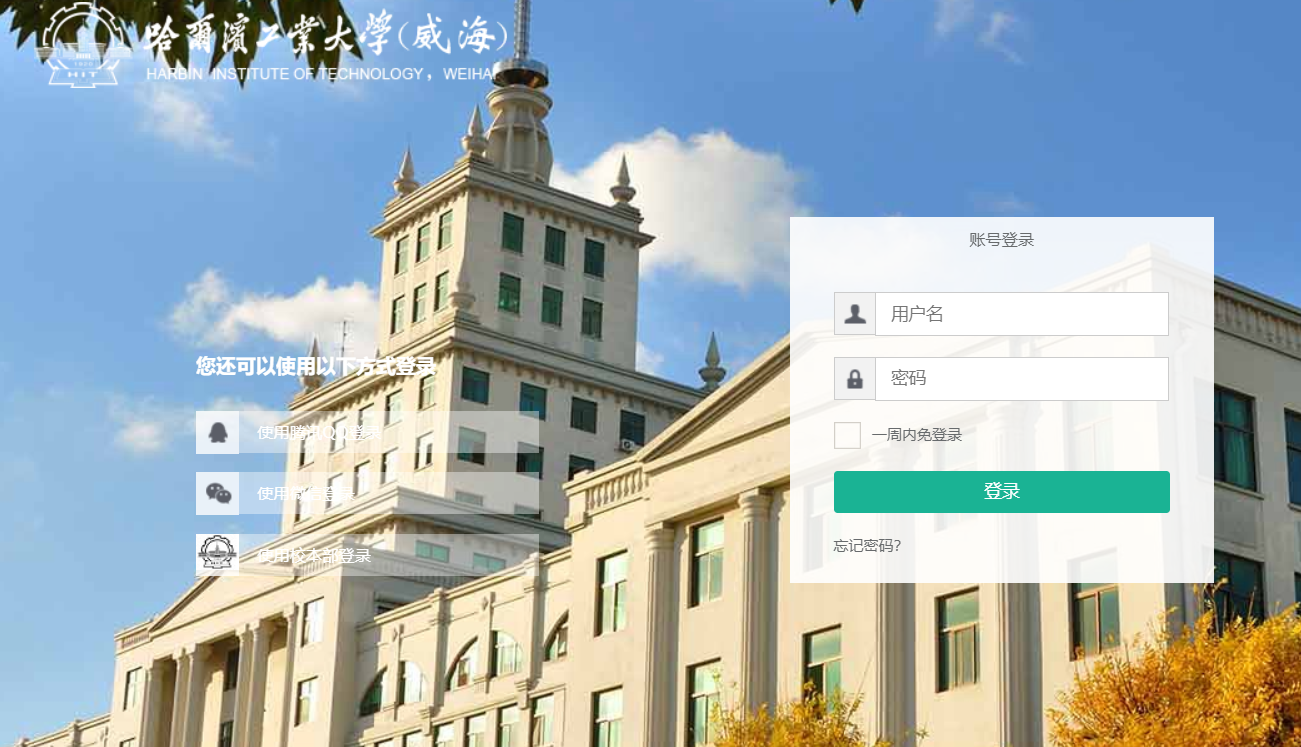 哈爾濱工業大學(威海)
HARBIN INSTITUTE OF TECHNOLOGY, WEIHAI
HIT
账号登录
用户名
密码
一周内免登录
登录
忘记密码?
您还可以使用以下方式登录
使用腾讯QQ登录
使用微信登录
使用校本部登录